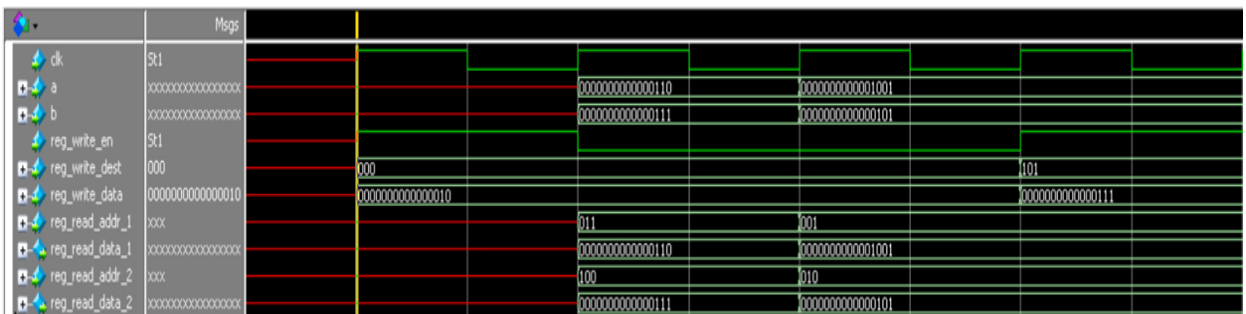 Msgs
clk St1
a xxxxxxxxxxxxxxxx 0000000000000110 0000000000001001
b xxxxxxxxxxxxxxxx 0000000000000111 0000000000000101
reg_write_en St1
reg_write_dest 000 000 101
reg_write_data 0000000000000010 0000000000000010 0000000000000111
reg_read_addr_1 xxx 011 001
reg_read_data_1 xxxxxxxxxxxxxxxx 0000000000000110 0000000000001001
reg_read_addr_2 xxx 100 010
reg_read_data_2 xxxxxxxxxxxxxxxx 0000000000000111 0000000000000101